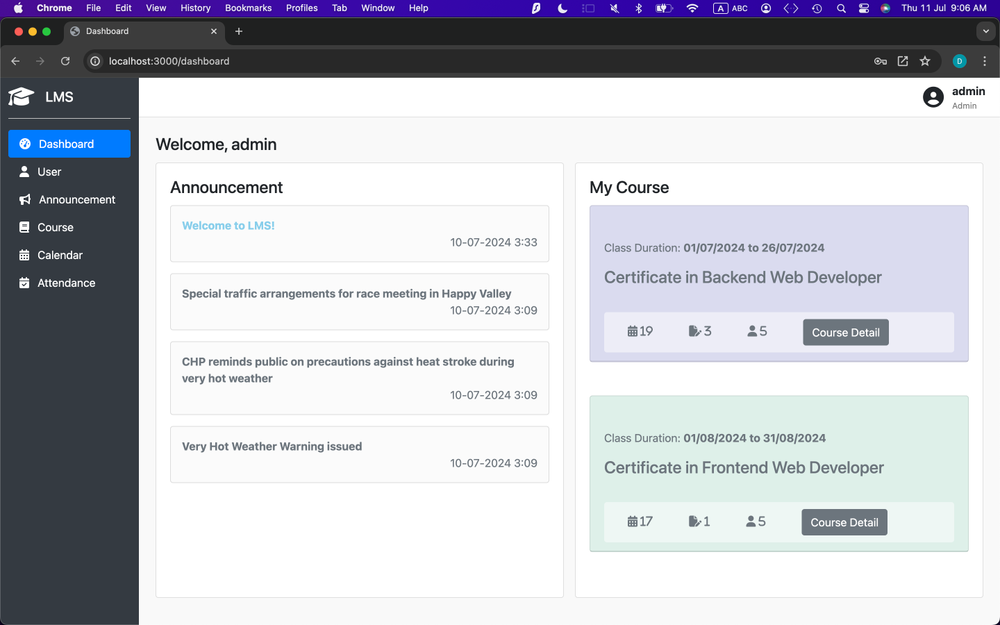 Chrome File Edit View History Bookmarks Profiles Tab Window Help A ABC Thu 11 Jul 9:06 AM
Dashboard
localhost:3000/dashboard
D
LMS
admin
Admin
Dashboard
User
Announcement
Course
Calendar
Attendance
Welcome, admin
Announcement
Welcome to LMS!
10-07-2024 3:33
Special traffic arrangements for race meeting in Happy Valley
10-07-2024 3:09
CHP reminds public on precautions against heat stroke during
very hot weather
10-07-2024 3:09
Very Hot Weather Warning issued
10-07-2024 3:09
My Course
Class Duration: 01/07/2024 to 26/07/2024
Certificate in Backend Web Developer
19 3 5 Course Detail
Class Duration: 01/08/2024 to 31/08/2024
Certificate in Frontend Web Developer
17 1 5 Course Detail